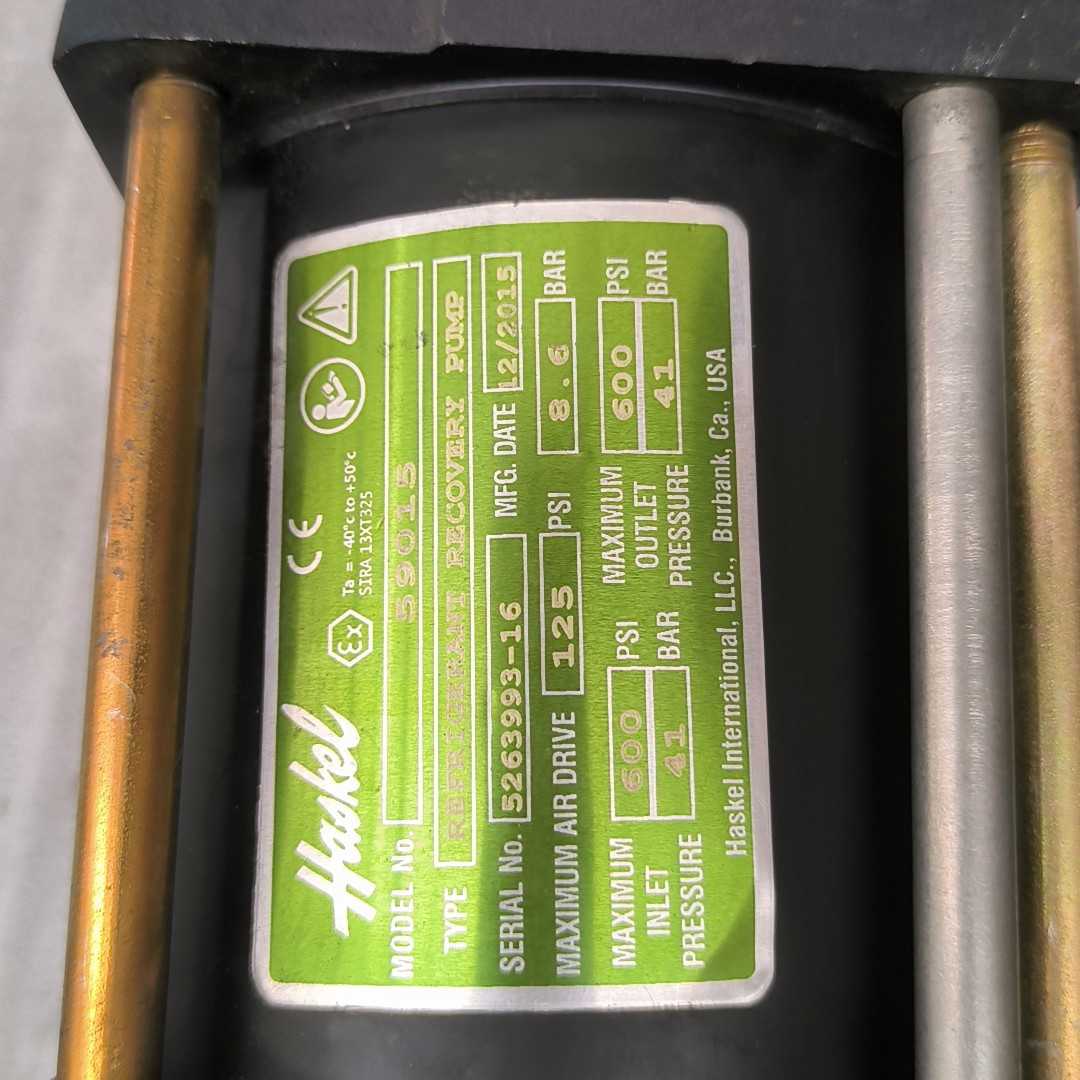 Haskel
CE
Ex
Ta = -40°c to +50°c
SIRA 13XT325
MODEL No. 59015
TYPE REFRIGERANT RECOVERY PUMP
SERIAL No. 5263993-16 MFG. DATE 12/2015
MAXIMUM AIR DRIVE 125 PSI 8.6 BAR
MAXIMUM INLET PRESSURE 600 PSI 41 BAR
MAXIMUM OUTLET PRESSURE 600 PSI 41 BAR
Haskel International, LLC., Burbank, Ca., USA